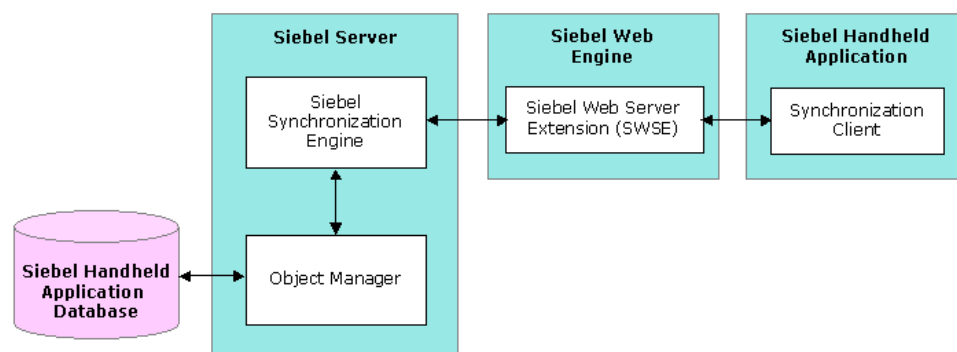 Siebel Server
Siebel
Synchronization
Engine
Object Manager
Siebel Web
Engine
Siebel Web Server
Extension (SWSE)
Siebel Handheld
Application
Synchronization
Client
Siebel Handheld
Application
Database